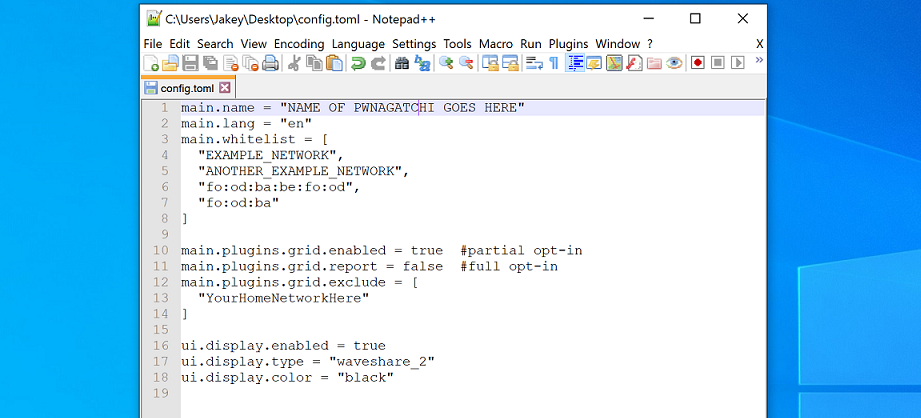 C:\Users\Jakey\Desktop\config.toml - Notepad++
File Edit Search View Encoding Language Settings Tools Macro Run Plugins Window ? X
config.toml
1 main.name = "NAME OF PWNAGATCHI GOES HERE"
2 main.lang = "en"
3 main.whitelist = [
4 "EXAMPLE_NETWORK",
5 "ANOTHER_EXAMPLE_NETWORK",
6 "fo:od:ba:be:fo:od",
7 "fo:od:ba"
8 ]
9
10 main.plugins.grid.enabled = true #partial opt-in
11 main.plugins.grid.report = false #full opt-in
12 main.plugins.grid.exclude = [
13 "YourHomeNetworkHere"
14 ]
15
16 ui.display.enabled = true
17 ui.display.type = "waveshare_2"
18 ui.display.color = "black"
19